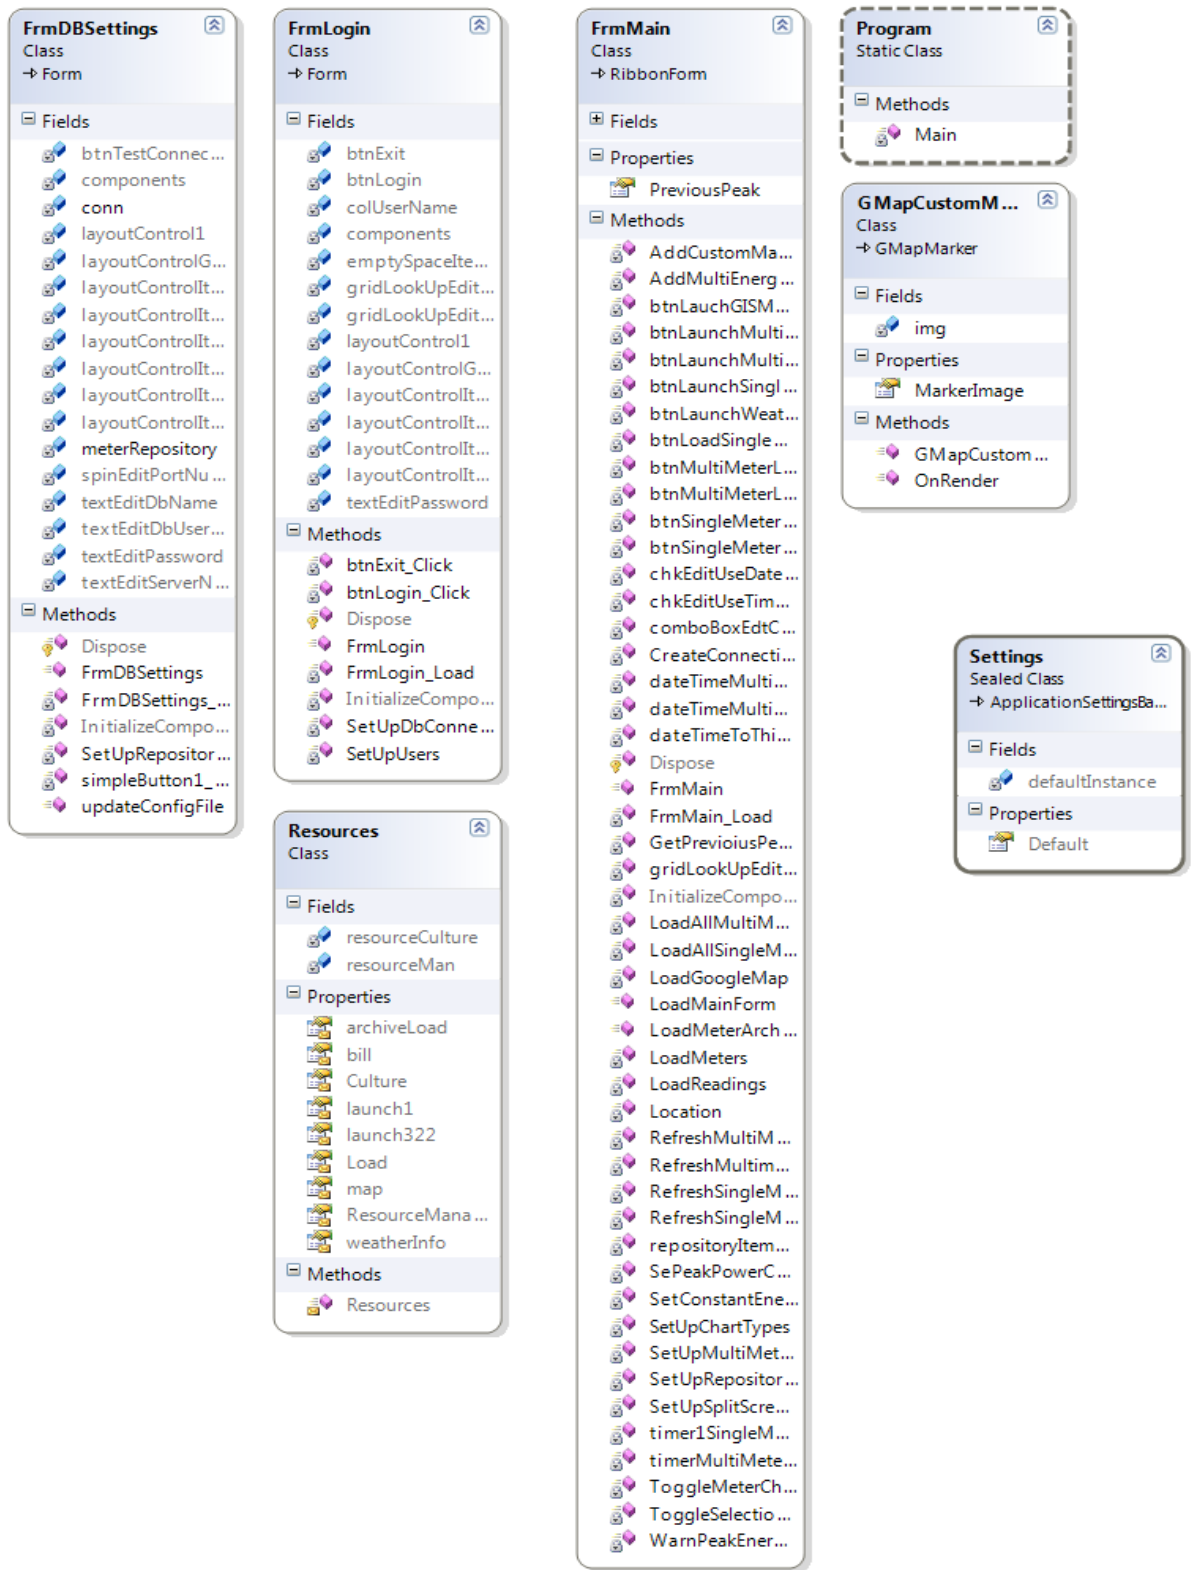 FrmDBSettings
Class
Form
Fields
btnTestConnec...
components
conn
layoutControl1
layoutControlG...
layoutControlIt...
layoutControlIt...
layoutControlIt...
layoutControlIt...
layoutControlIt...
layoutControlIt...
meterRepository
spinEditPortNu...
textEditDbName
textEditDbUser...
textEditPassword
textEditServerN...
Methods
Dispose
FrmDBSettings
FrmDBSettings_...
InitializeCompo...
SetUpRepositor...
simpleButton1_...
updateConfigFile
FrmLogin
Class
Form
Fields
btnExit
btnLogin
colUserName
components
emptySpaceIte...
gridLookUpEdit...
gridLookUpEdit...
layoutControl1
layoutControlG...
layoutControlIt...
layoutControlIt...
layoutControlIt...
layoutControlIt...
textEditPassword
Methods
btnExit_Click
btnLogin_Click
Dispose
FrmLogin
FrmLogin_Load
InitializeCompo...
SetUpDbConne...
SetUpUsers
Resources
Class
Fields
resourceCulture
resourceMan
Properties
archiveLoad
bill
Culture
launch1
launch322
Load
map
ResourceMana...
weatherInfo
Methods
Resources
FrmMain
Class
RibbonForm
Fields
Properties
PreviousPeak
Methods
AddCustomMa...
AddMultiEnerg...
btnLauchGISM...
btnLaunchMulti...
btnLaunchMulti...
btnLaunchSingl...
btnLaunchWeat...
btnLoadSingle...
btnMultiMeterL...
btnMultiMeterL...
btnSingleMeter...
btnSingleMeter...
chkEditUseDate...
chkEditUseTim...
comboBoxEdtC...
CreateConnecti...
dateTimeMulti...
dateTimeMulti...
dateTimeToThi...
Dispose
FrmMain
FrmMain_Load
GetPrevioiusPe...
gridLookUpEdit...
InitializeCompo...
LoadAllMultiM...
LoadAllSingleM...
LoadGoogleMap
LoadMainForm
LoadMeterArch...
LoadMeters
LoadReadings
Location
RefreshMultiM...
RefreshMultim...
RefreshSingleM...
RefreshSingleM...
repositoryItem...
SePeakPowerC...
SetConstantEne...
SetUpChartTypes
SetUpMultiMet...
SetUpRepositor...
SetUpSplitScre...
timer1SingleM...
timerMultiMete...
ToggleMeterCh...
ToggleSelectio...
WarnPeakEner...
Program
Static Class
Methods
Main
GMapCustomM...
Class
GMapMarker
Fields
img
Properties
MarkerImage
Methods
GMapCustom...
OnRender
Settings
Sealed Class
ApplicationSettingsBa...
Fields
defaultInstance
Properties
Default